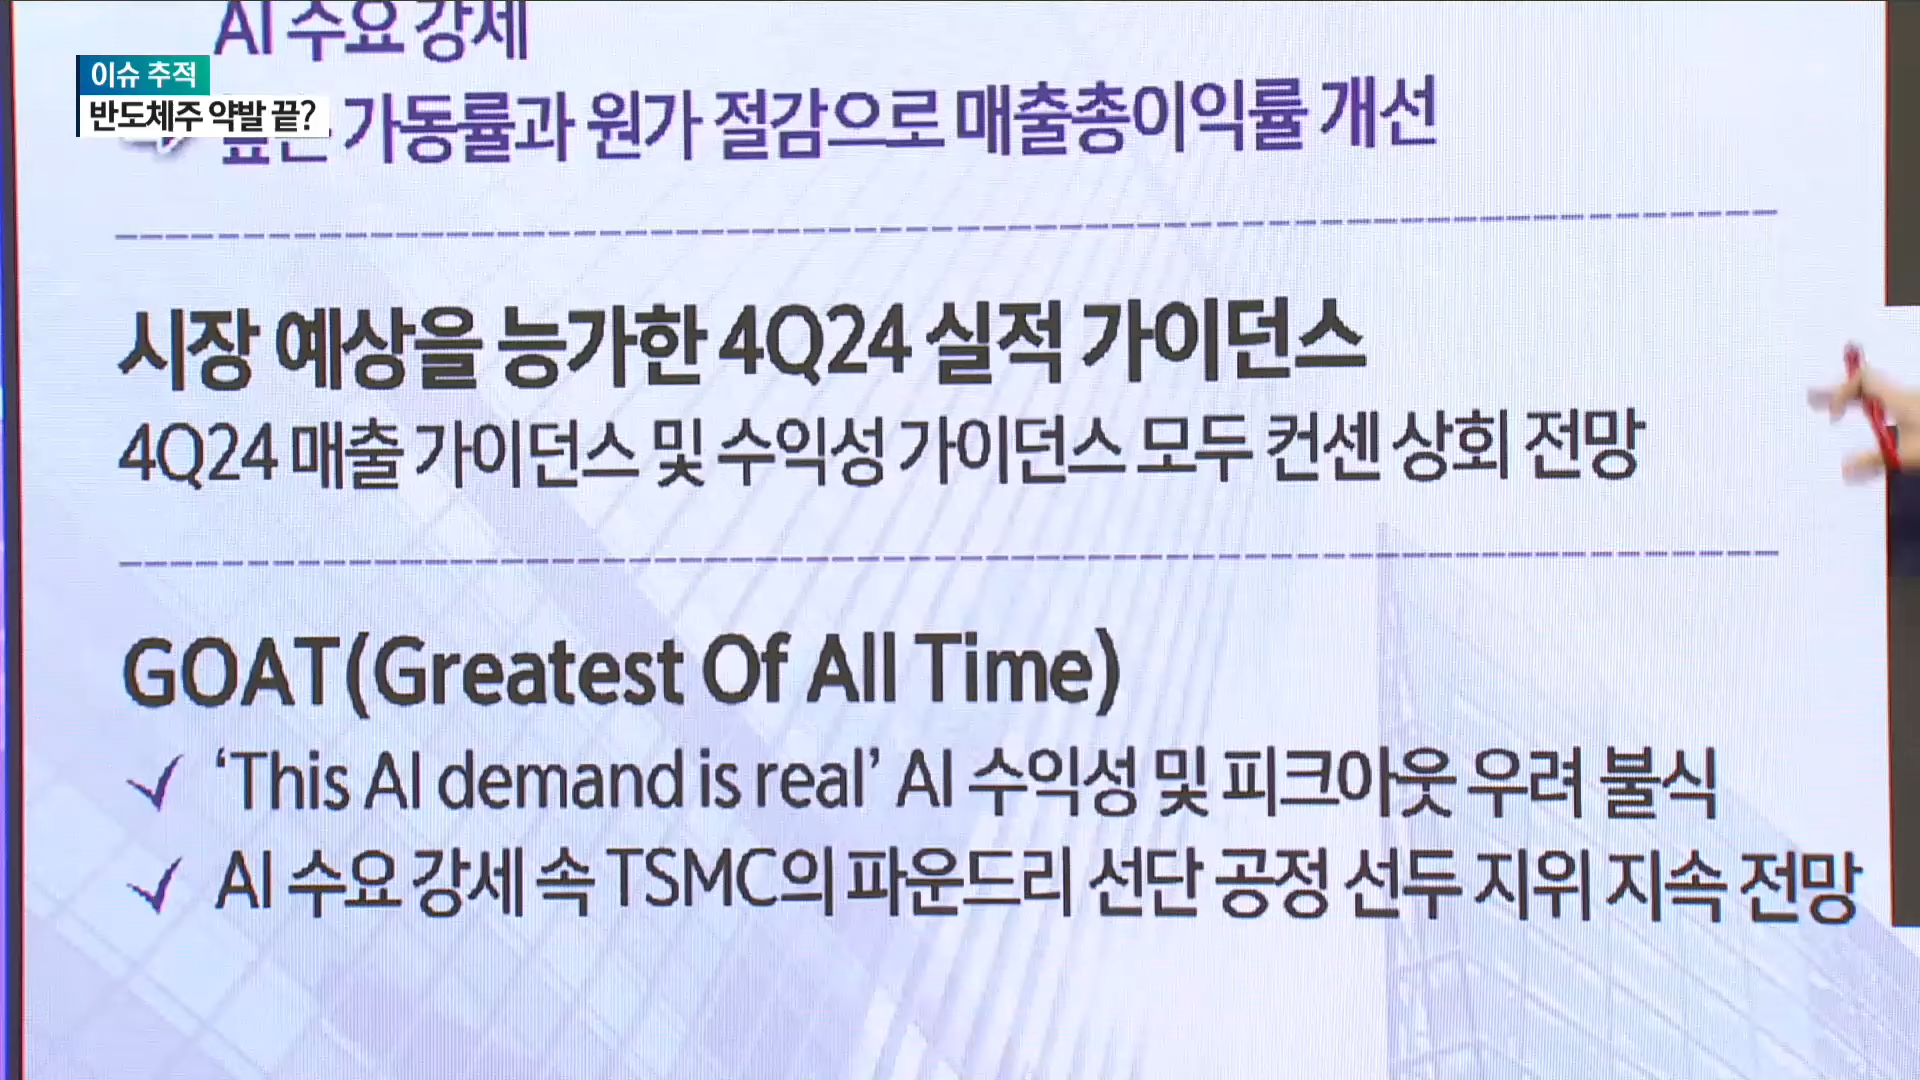 AI 수요 강세
이슈 추적
반도체주 약발 끝?
가동률과 원가 절감으로 매출총이익률 개선
시장 예상을 능가한 4Q24 실적 가이던스
4Q24 매출 가이던스 및 수익성 가이던스 모두 컨센 상회 전망
GOAT(Greatest Of All Time)
‘This AI demand is real’ AI 수익성 및 피크아웃 우려 불식
AI 수요 강세 속 TSMC의 파운드리 선단 공정 선두 지위 지속 전망